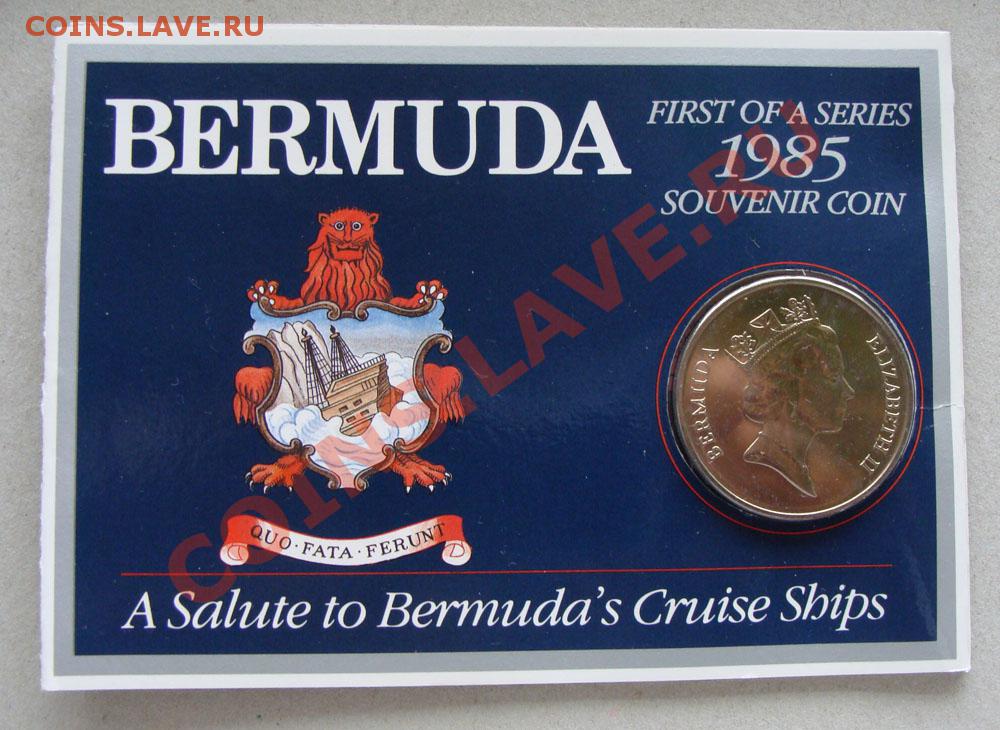 COINS.LAVE.RU
BERMUDA
FIRST OF A SERIES
1985
SOUVENIR COIN
BERMUDA
ELIZABETH II
QUO·FATA·FERUNT
A Salute to Bermuda's Cruise Ships
COINS.LAVE.RU